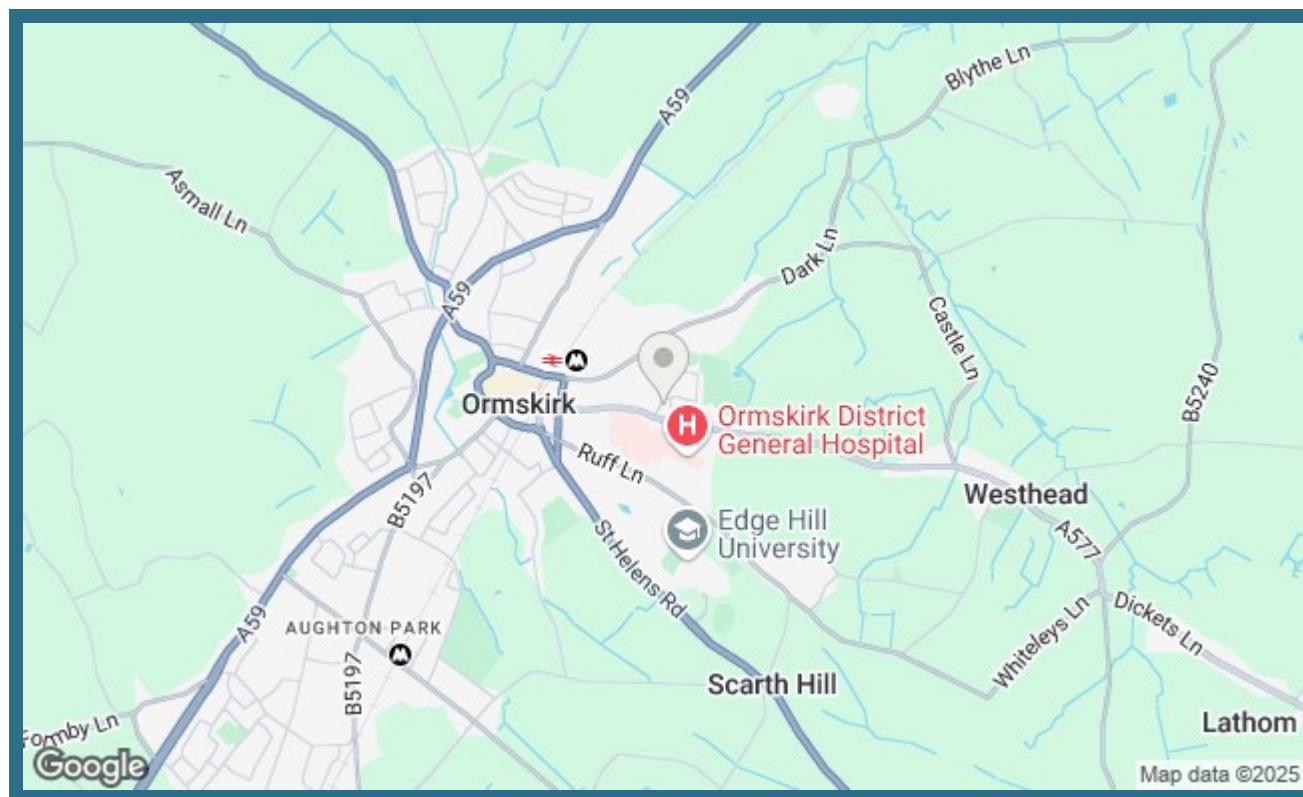 Blythe Ln
A59
Asmall Ln
Dark Ln
A59
Castle Ln
B5240
Ormskirk
H
Ormskirk District
General Hospital
Ruff Ln
B5197
Westhead
Edge Hill
University
A577
St Helens Rd
Dickets Ln
Whiteleys Ln
A59
AUGHTON PARK
B5197
Scarth Hill
Lathom
Formby Ln
Google
Map data ©2025